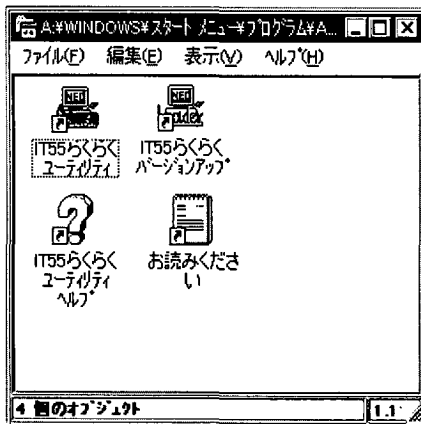 A:¥WINDOWS¥スタート メニュー¥プログラム¥A...
ファイル(F) 編集(E) 表示(V) ヘルプ(H)
NEC
IT55らくらく
ユーティリティ
IT55らくらく
バージョンアップ
IT55らくらく
ユーティリティ
ヘルプ
お読みくださ
い
4 個のオブジェクト
1.1